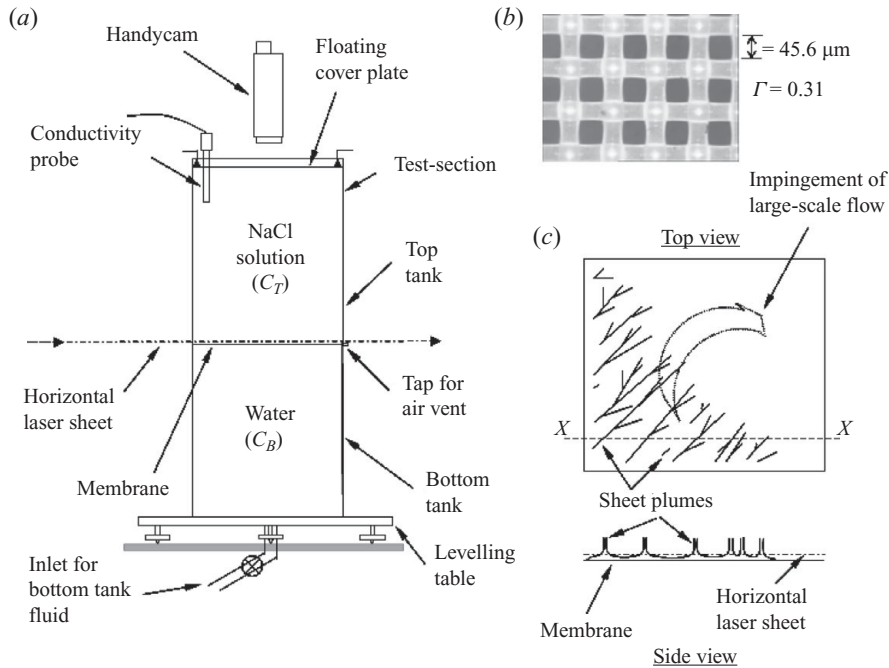 (a)
Handycam
Floating
cover plate
Conductivity
probe
Test-section
NaCl
solution
(C_T)
Top
tank
Horizontal
laser sheet
Tap for
air vent
Water
(C_B)
Membrane
Bottom
tank
Inlet for
bottom tank
fluid
Levelling
table
(b)
= 45.6 μm
Γ = 0.31
(c)
Impingement of
large-scale flow
Top view
X
X
Sheet plumes
Membrane
Horizontal
laser sheet
Side view